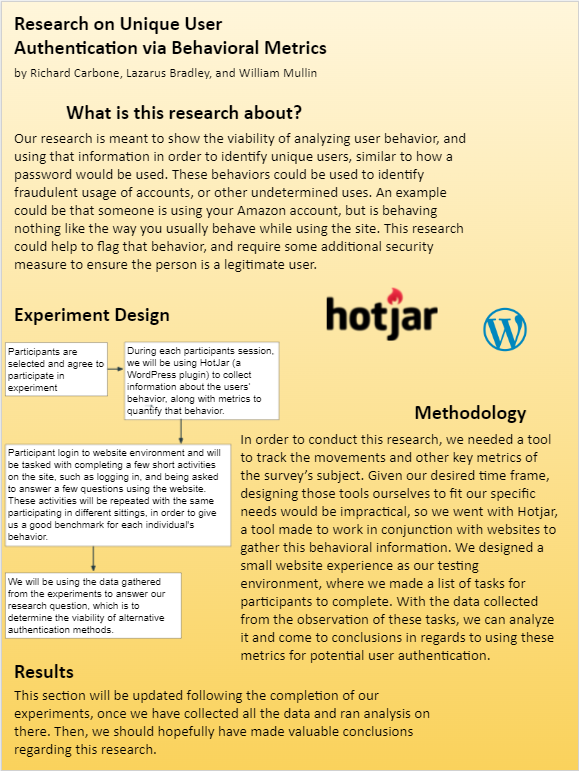 Research on Unique User
Authentication via Behavioral Metrics
by Richard Carbone, Lazarus Bradley, and William Mullin
What is this research about?
Our research is meant to show the viability of analyzing user behavior, and
using that information in order to identify unique users, similar to how a
password would be used. These behaviors could be used to identify
fraudulent usage of accounts, or other undetermined uses. An example
could be that someone is using your Amazon account, but is behaving
nothing like the way you usually behave while using the site. This research
could help to flag that behavior, and require some additional security
measure to ensure the person is a legitimate user.
Experiment Design
hotjar
W
Participants are
selected and agree to
participate in
experiment
During each participants session,
we will be using HotJar (a
WordPress plugin) to collect
information about the users'
behavior, along with metrics to
quantify that behavior.
Participant login to website environment and will
be tasked with completing a few short activities
on the site, such as logging in, and being asked
to answer a few questions using the website.
These activities will be repeated with the same
participating in different sittings, in order to give
us a good benchmark for each individual's
behavior.
We will be using the data gathered
from the experiments to answer our
research question, which is to
determine the viability of alternative
authentication methods.
Methodology
In order to conduct this research, we needed a tool
to track the movements and other key metrics of
the survey's subject. Given our desired time frame,
designing those tools ourselves to fit our specific
needs would be impractical, so we went with Hotjar,
a tool made to work in conjunction with websites to
gather this behavioral information. We designed a
small website experience as our testing
environment, where we made a list of tasks for
participants to complete. With the data collected
from the observation of these tasks, we can analyze
it and come to conclusions in regards to using these
metrics for potential user authentication.
Results
This section will be updated following the completion of our
experiments, once we have collected all the data and ran analysis on
there. Then, we should hopefully have made valuable conclusions
regarding this research.